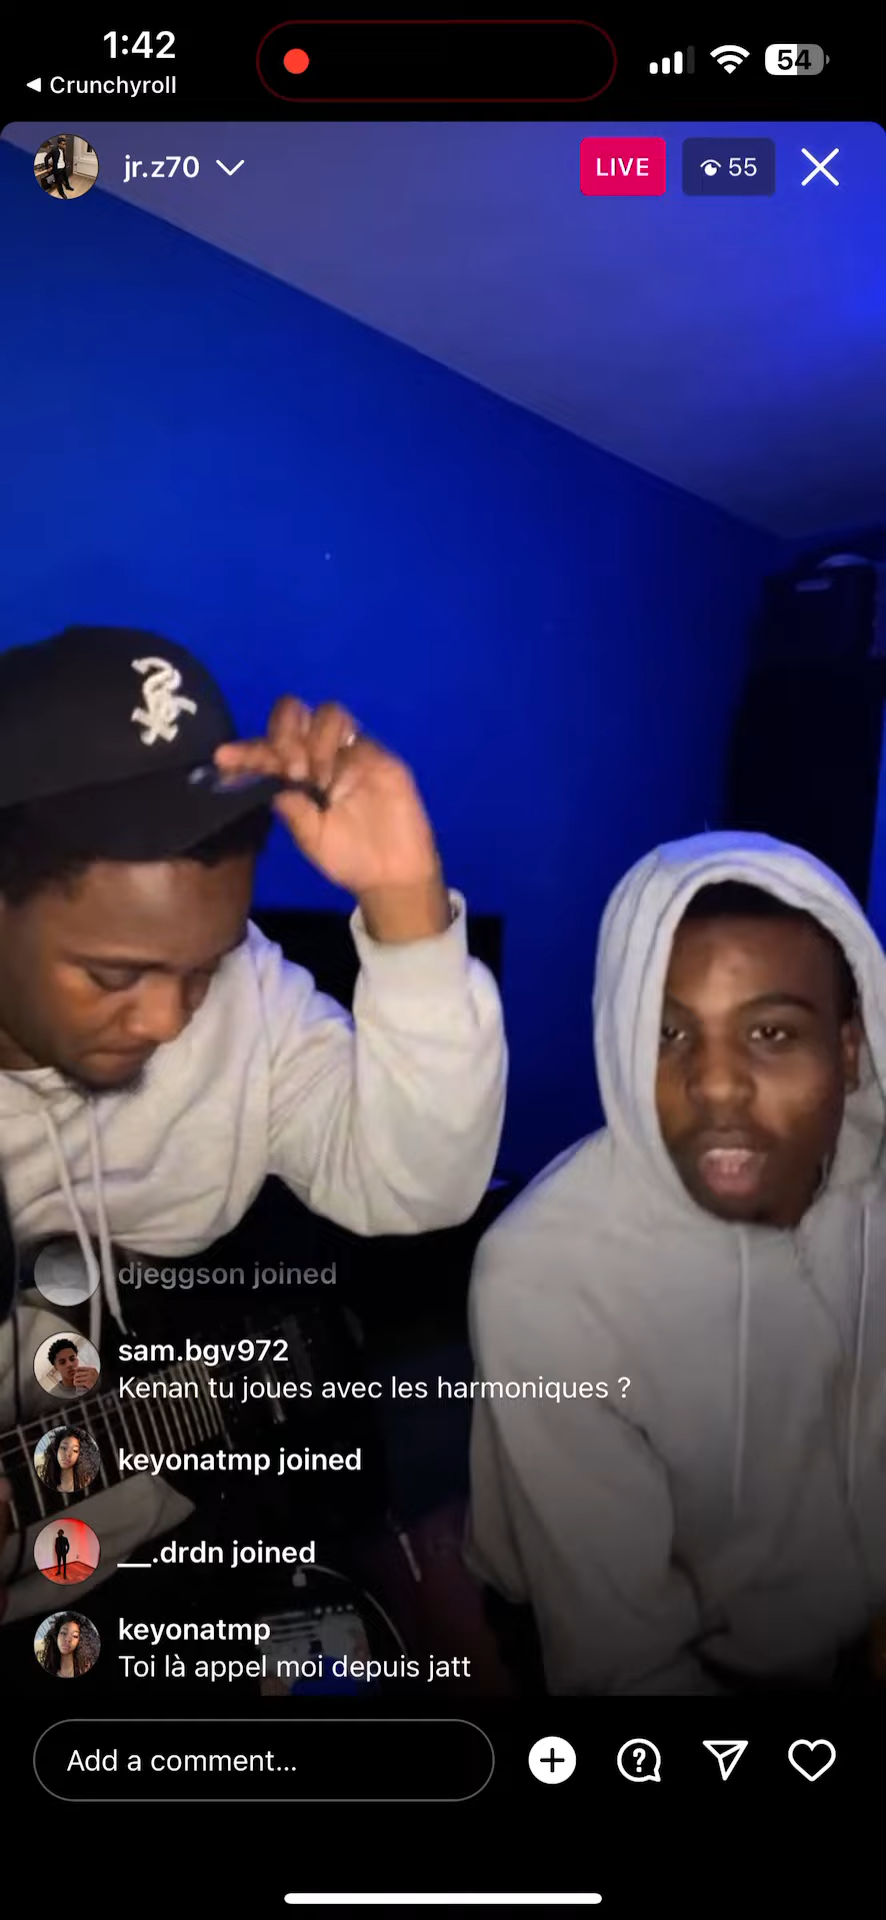 1:42
54
Crunchyroll
jr.z70
LIVE
55
Sox
djeggson joined
sam.bgv972
Kenan tu joues avec les harmoniques ?
keyonatmp joined
__.drdn joined
keyonatmp
Toi là appel moi depuis jatt
Add a comment...